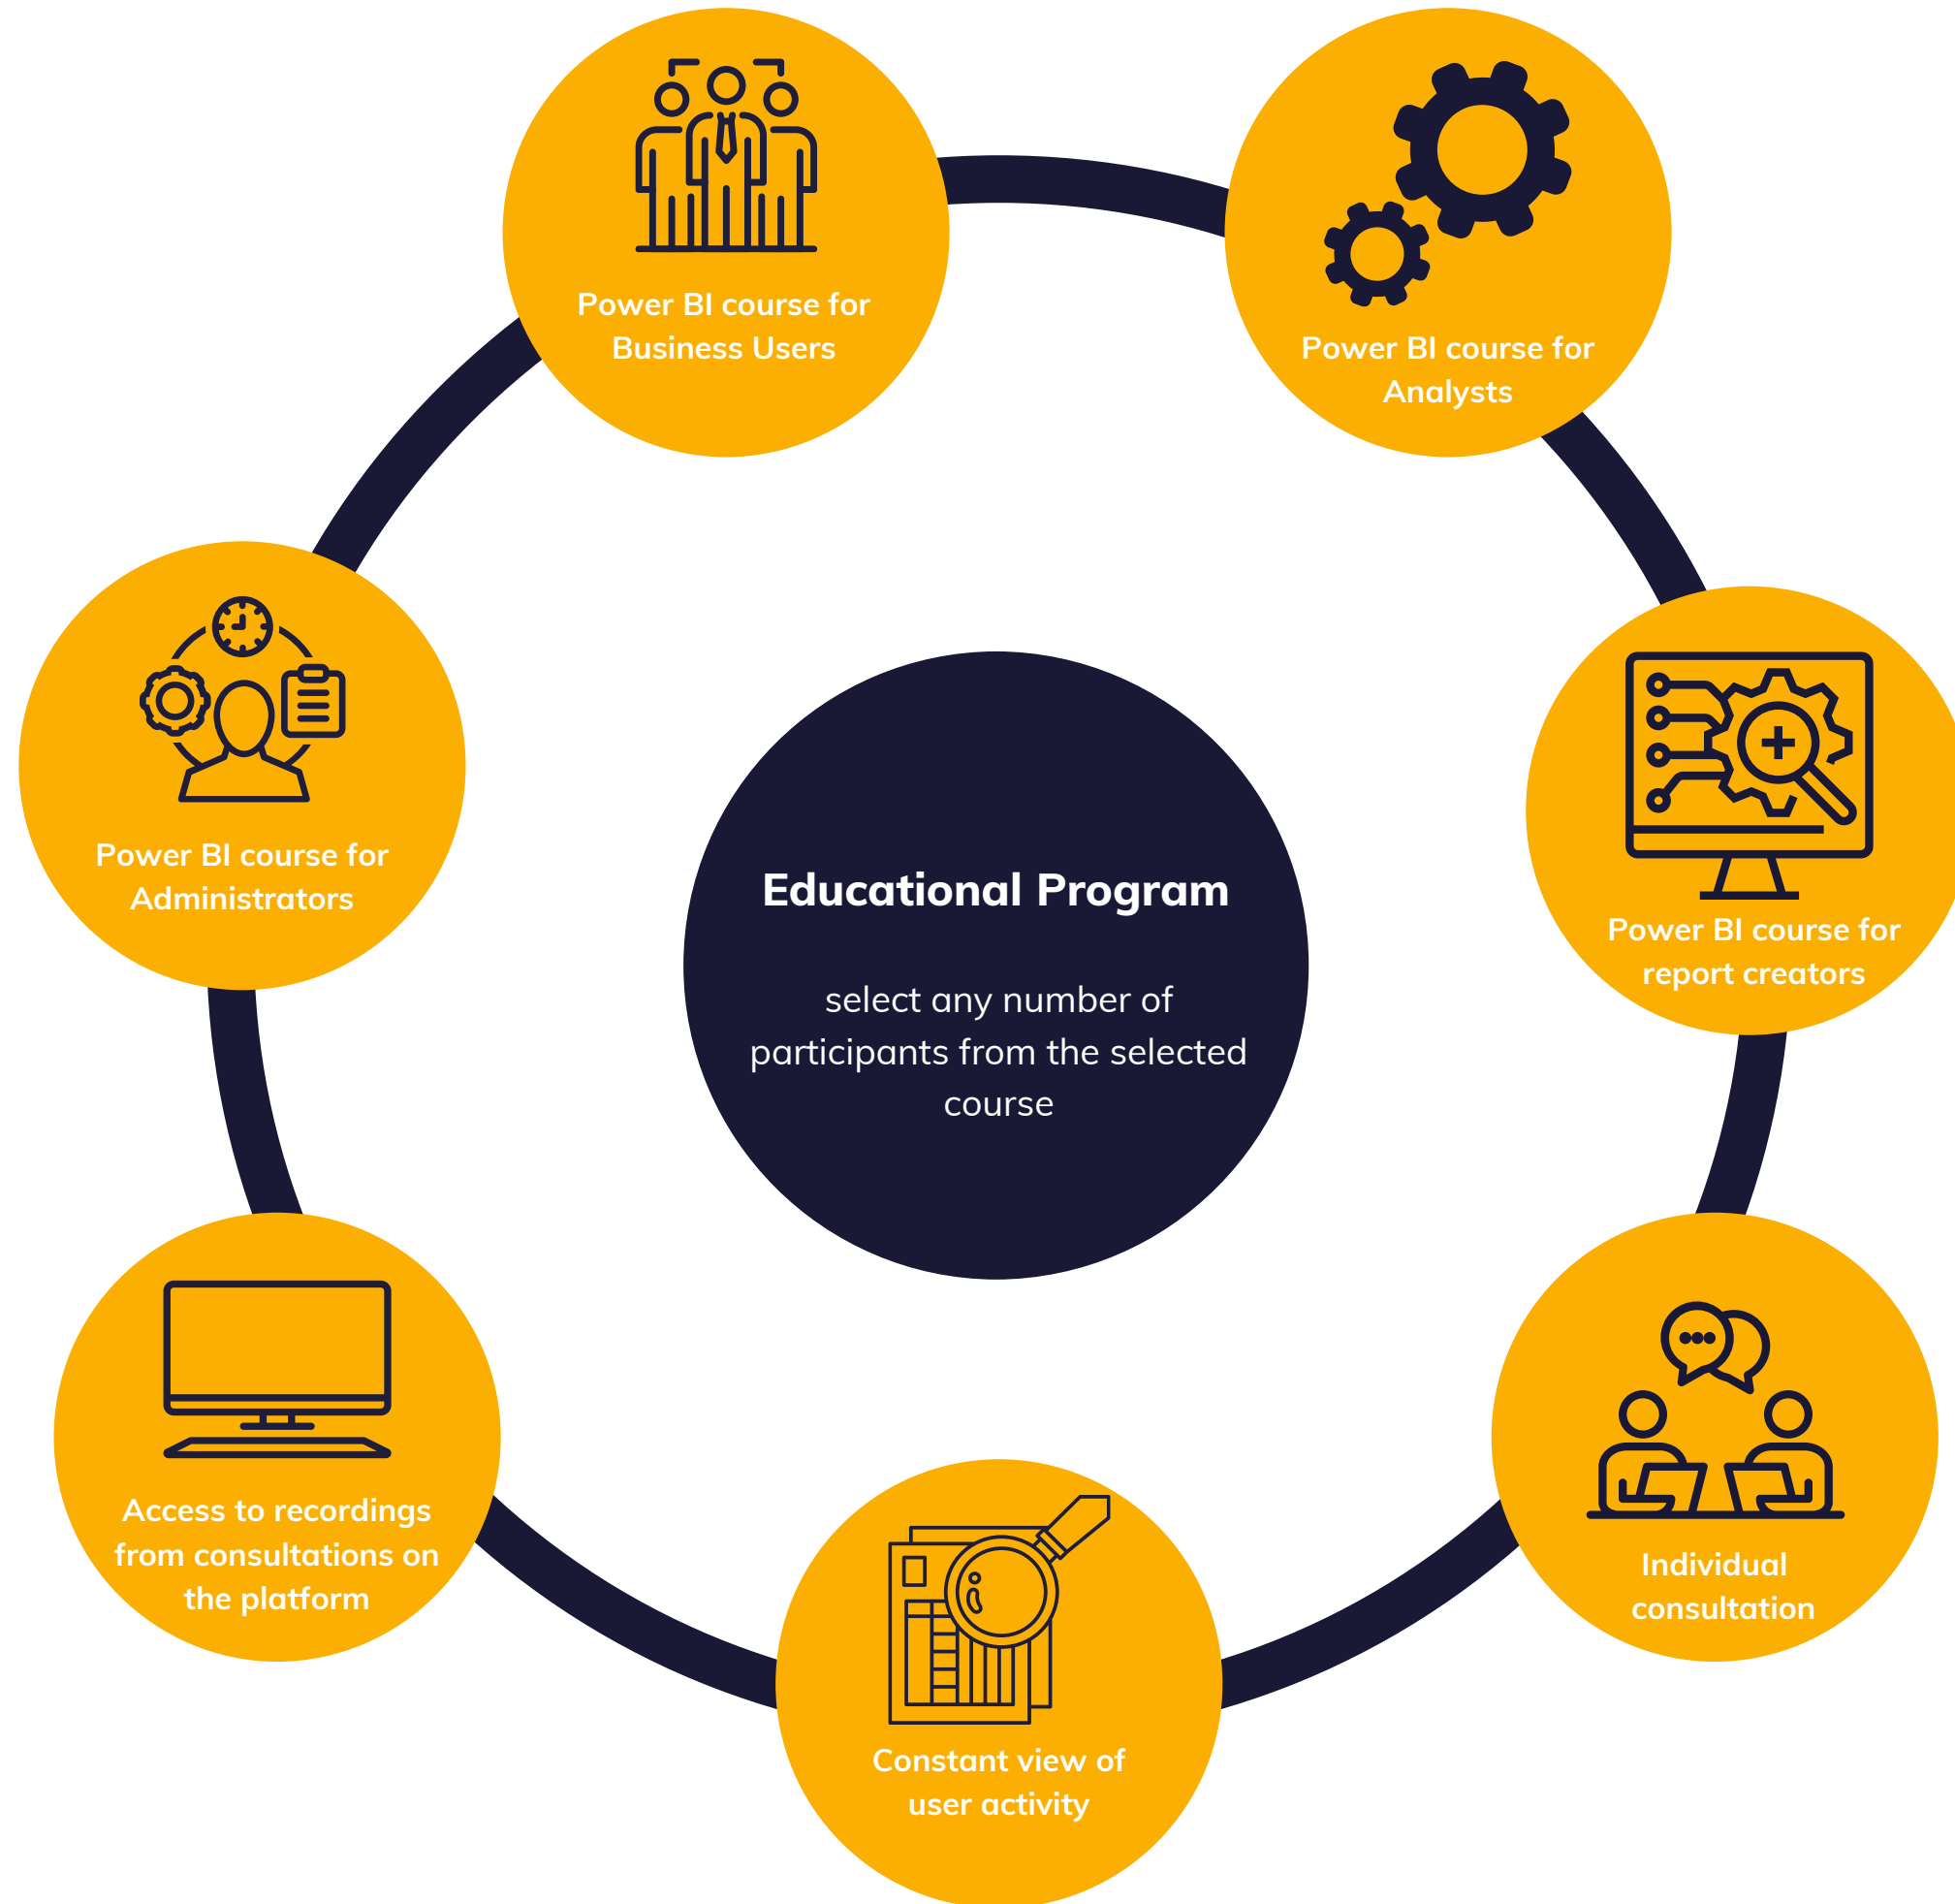 Power BI course for
Business Users
Power BI course for
Analysts
Power BI course for
Administrators
Power BI course for
report creators
Educational Program
select any number of
participants from the selected
course
Access to recordings
from consultations on
the platform
Individual
consultation
Constant view of
user activity